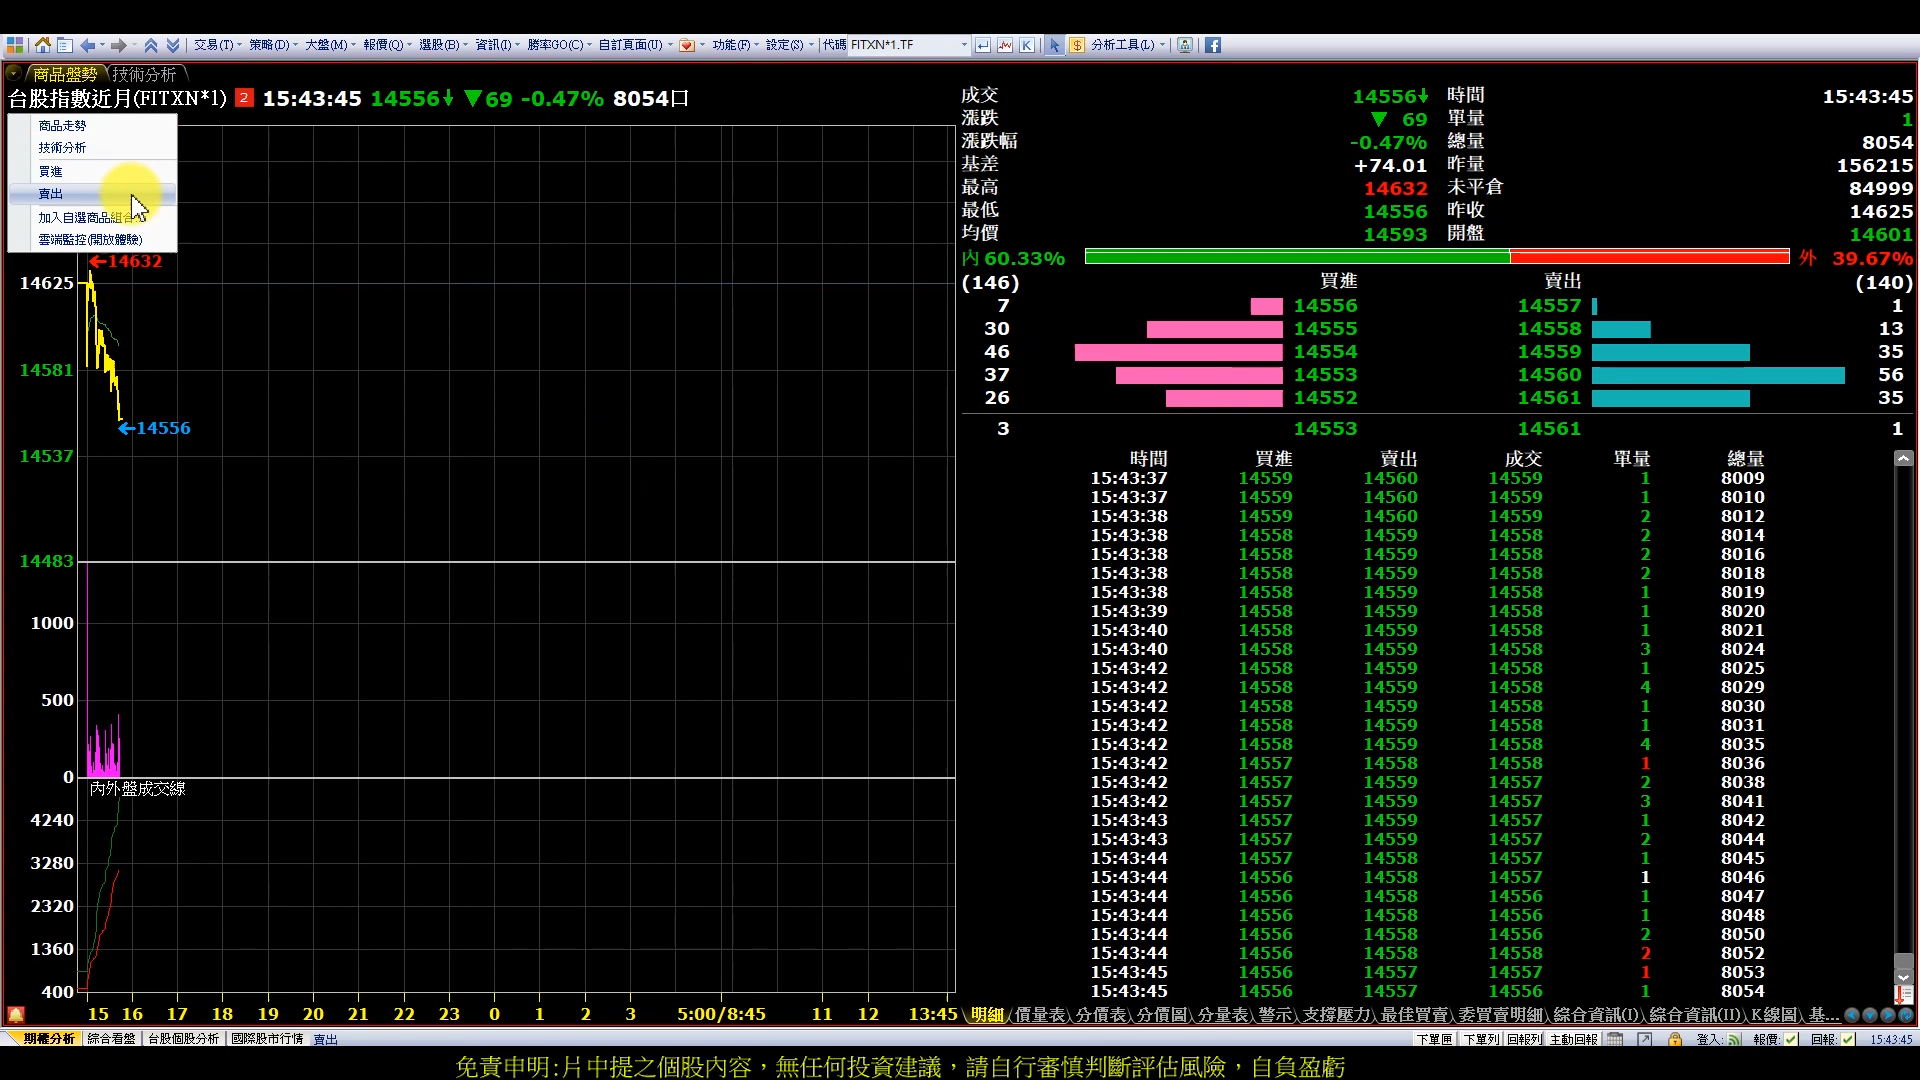 交易(T) 策略(D) 大盤(M) 報價(Q) 選股(B) 資訊(I) 勝率GO(C) 自訂頁面(U) 功能(F) 設定(S) 代碼 FITXN*1.TF K $ 分析工具(L)
商品盤勢 技術分析
台股指數近月(FITXN*1) 2 15:43:45 14556↓ ▼69 -0.47% 8054口
商品走勢
技術分析
買進
賣出
加入自選商品組合
雲端監控(開放體驗)
←14632
14625
14581
←14556
14537
14483
1000
500
0
內外盤成交線
4240
3280
2320
1360
400
15 16 17 18 19 20 21 22 23 0 1 2 3 5:00/8:45 11 12 13:45
成交 14556↓ 時間 15:43:45
漲跌 ▼ 69 單量 1
漲跌幅 -0.47% 總量 8054
基差 +74.01 昨量 156215
最高 14632 未平倉 84999
最低 14556 昨收 14625
均價 14593 開盤 14601
內 60.33% 外 39.67%
(146) 買進 賣出 (140)
7 14556 14557 1
30 14555 14558 13
46 14554 14559 35
37 14553 14560 56
26 14552 14561 35
3 14553 14561 1
時間 買進 賣出 成交 單量 總量
15:43:37 14559 14560 14559 1 8009
15:43:37 14559 14560 14559 1 8010
15:43:38 14559 14560 14559 2 8012
15:43:38 14558 14559 14558 2 8014
15:43:38 14558 14559 14558 2 8016
15:43:38 14558 14559 14558 2 8018
15:43:38 14558 14559 14558 1 8019
15:43:39 14558 14559 14558 1 8020
15:43:40 14558 14559 14558 1 8021
15:43:40 14558 14559 14558 3 8024
15:43:42 14558 14559 14558 1 8025
15:43:42 14558 14559 14558 4 8029
15:43:42 14558 14559 14558 1 8030
15:43:42 14558 14559 14558 1 8031
15:43:42 14558 14559 14558 4 8035
15:43:42 14557 14558 14558 1 8036
15:43:42 14557 14559 14557 2 8038
15:43:42 14557 14559 14557 3 8041
15:43:43 14557 14559 14557 1 8042
15:43:43 14557 14559 14557 2 8044
15:43:44 14557 14558 14557 1 8045
15:43:44 14556 14558 14557 1 8046
15:43:44 14556 14558 14556 1 8047
15:43:44 14556 14558 14556 1 8048
15:43:44 14556 14558 14556 2 8050
15:43:44 14556 14558 14558 2 8052
15:43:45 14556 14557 14557 1 8053
15:43:45 14556 14557 14556 1 8054
明細 價量表 分價表 分價圖 分量表 警示 支撐壓力 最佳買賣 委買賣明細 綜合資訊(I) 綜合資訊(II) K線圖 基...
期權分析 綜合看盤 台股個股分析 國際股市行情 賣出 下單匣 下單列 回報列 主動回報 登入: 報價: 回報: 15:43:45
免責申明:片中提之個股內容，無任何投資建議，請自行審慎判斷評估風險，自負盈虧